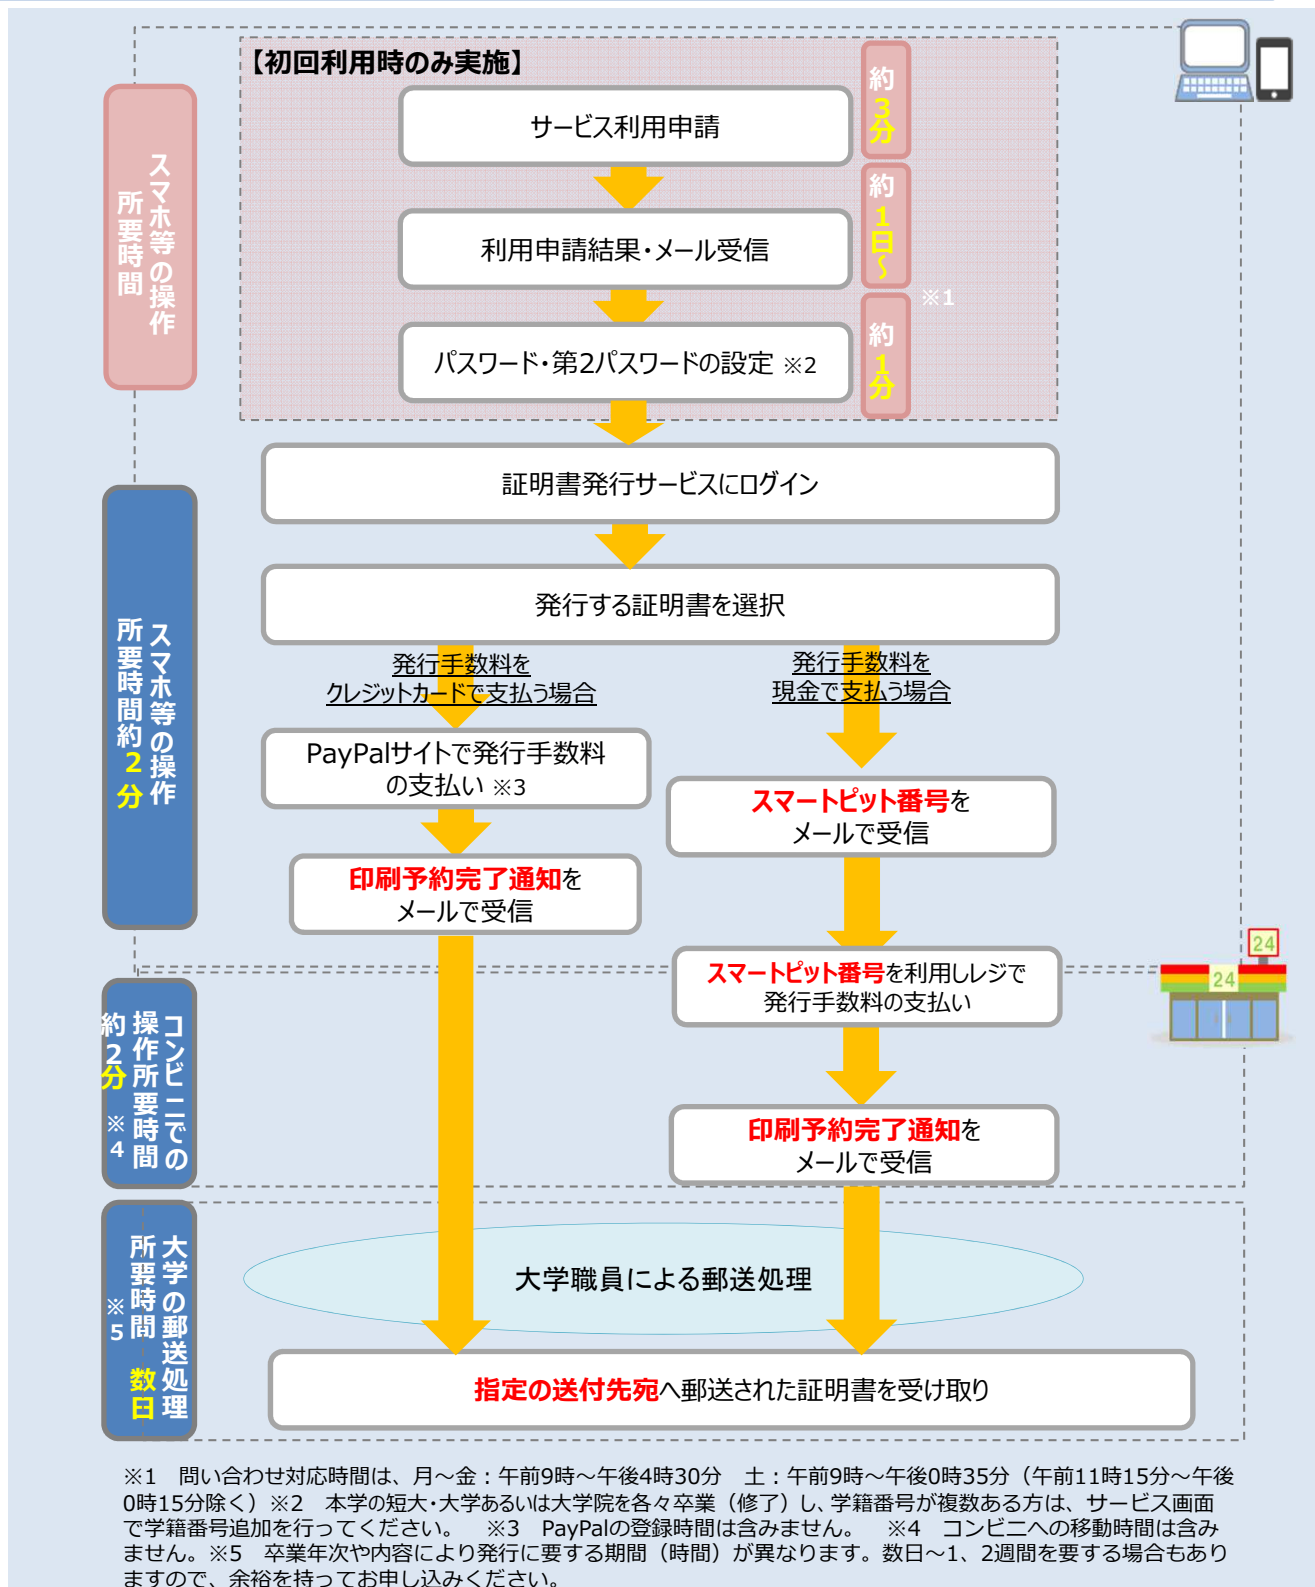 【初回利用時のみ実施】
サービス利用申請
約3分
利用申請結果・メール受信
約1日～
※1
パスワード・第2パスワードの設定 ※2
約1分
スマホ等の操作
所要時間
証明書発行サービスにログイン
発行する証明書を選択
スマホ等の操作
所要時間約2分
発行手数料を
クレジットカードで支払う場合
発行手数料を
現金で支払う場合
PayPalサイトで発行手数料
の支払い ※3
スマートピット番号を
メールで受信
印刷予約完了通知を
メールで受信
24
24
スマートピット番号を利用しレジで
発行手数料の支払い
コンビニでの
操作所要時間
約2分 ※4
印刷予約完了通知を
メールで受信
大学の郵送処理
所要時間 数日
※5
大学職員による郵送処理
指定の送付先宛へ郵送された証明書を受け取り
※1　問い合わせ対応時間は、月～金：午前9時～午後4時30分　土：午前9時～午後0時35分（午前11時15分～午後
0時15分除く）※2　本学の短大・大学あるいは大学院を各々卒業（修了）し、学籍番号が複数ある方は、サービス画面
で学籍番号追加を行ってください。　※3　PayPalの登録時間は含みません。　※4　コンビニへの移動時間は含み
ません。※5　卒業年次や内容により発行に要する期間（時間）が異なります。数日～1、2週間を要する場合もあり
ますので、余裕を持ってお申し込みください。